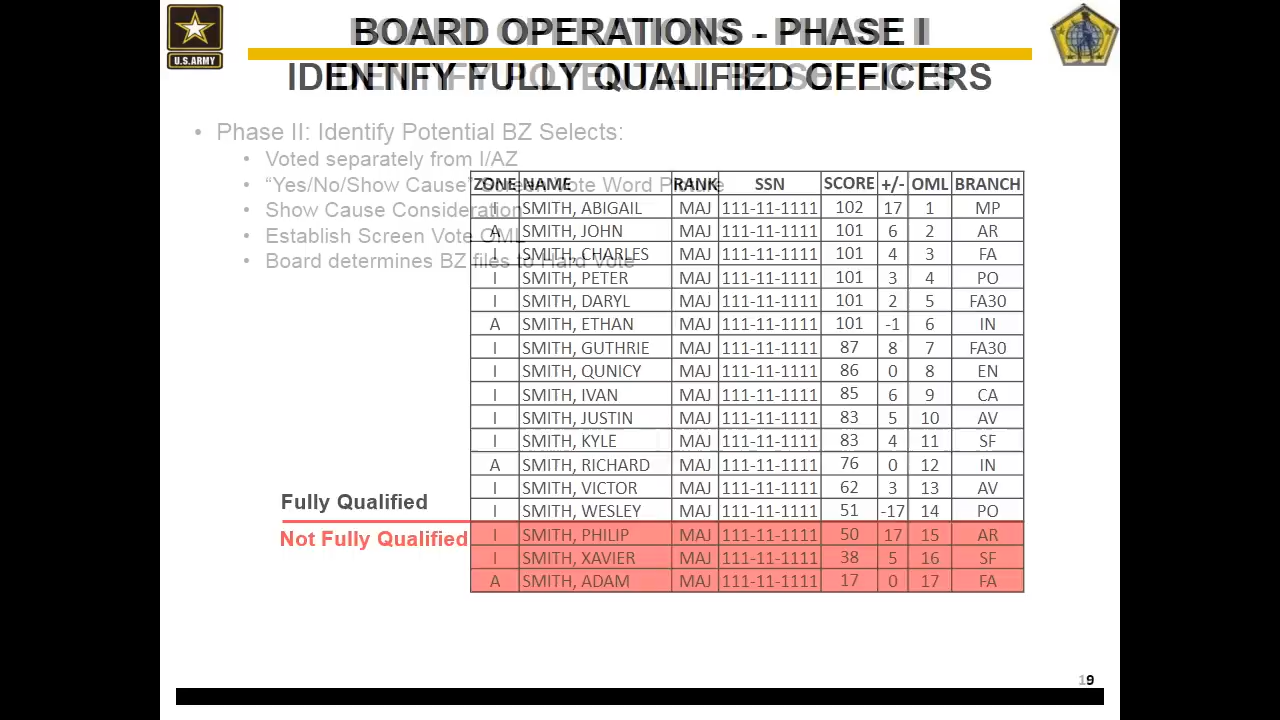 U.S.ARMY
BOARD OPERATIONS - PHASE I
IDENTIFY FULLY QUALIFIED OFFICERS
IDENTIFY POTENTIAL BZ SELECTS
• Phase II: Identify Potential BZ Selects:
• Voted separately from I/AZ
• “Yes/No/Show Cause” Screen Vote Word Picture
• Show Cause Consideration
• Establish Screen Vote OML
• Board determines BZ files to Hard Vote
ZONE NAME RANK SSN SCORE +/- OML BRANCH
I SMITH, ABIGAIL MAJ 111-11-1111 102 17 1 MP
A SMITH, JOHN MAJ 111-11-1111 101 6 2 AR
I SMITH, CHARLES MAJ 111-11-1111 101 4 3 FA
I SMITH, PETER MAJ 111-11-1111 101 3 4 PO
I SMITH, DARYL MAJ 111-11-1111 101 2 5 FA30
A SMITH, ETHAN MAJ 111-11-1111 101 -1 6 IN
I SMITH, GUTHRIE MAJ 111-11-1111 87 8 7 FA30
I SMITH, QUNICY MAJ 111-11-1111 86 0 8 EN
I SMITH, IVAN MAJ 111-11-1111 85 6 9 CA
I SMITH, JUSTIN MAJ 111-11-1111 83 5 10 AV
I SMITH, KYLE MAJ 111-11-1111 83 4 11 SF
A SMITH, RICHARD MAJ 111-11-1111 76 0 12 IN
I SMITH, VICTOR MAJ 111-11-1111 62 3 13 AV
Fully Qualified
I SMITH, WESLEY MAJ 111-11-1111 51 -17 14 PO
Not Fully Qualified
I SMITH, PHILIP MAJ 111-11-1111 50 17 15 AR
I SMITH, XAVIER MAJ 111-11-1111 38 5 16 SF
A SMITH, ADAM MAJ 111-11-1111 17 0 17 FA
9